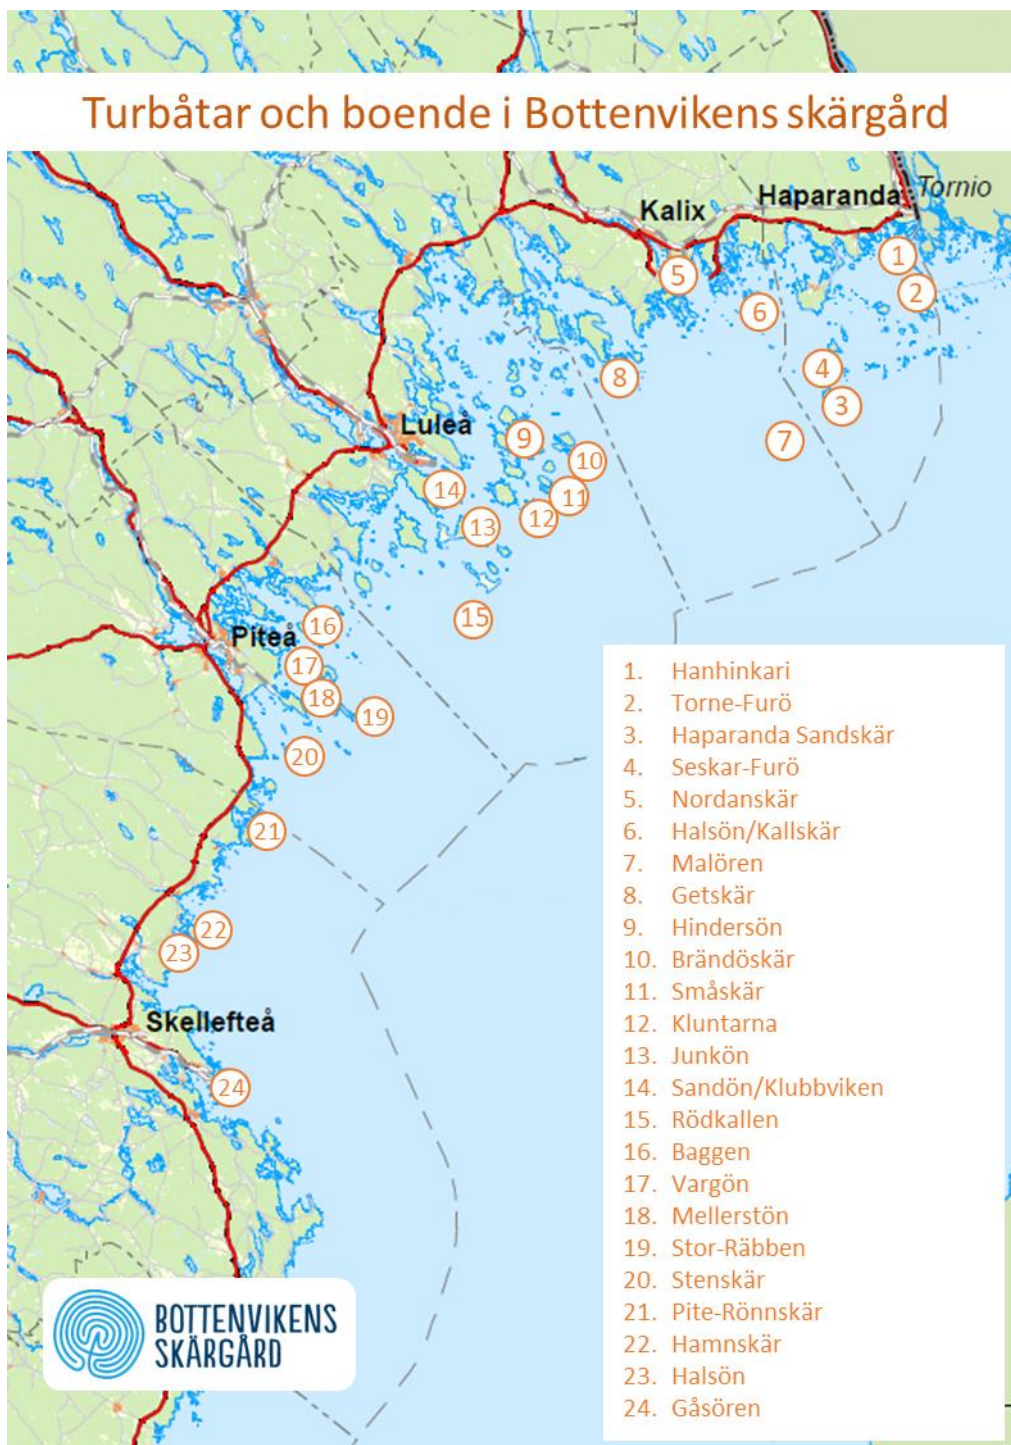 Turbåtar och boende i Bottenvikens skärgård
Haparanda
Tornio
Kalix
1
5
2
6
4
8
3
Luleå
9
7
10
14
11
12
13
15
16
Piteå
17
18
19
20
21
22
23
Skellefteå
24
1. Hanhinkari
2. Torne-Furö
3. Haparanda Sandskär
4. Seskar-Furö
5. Nordanskär
6. Halsön/Kallskär
7. Malören
8. Getskär
9. Hindersön
10. Brändöskär
11. Småskär
12. Kluntarna
13. Junkön
14. Sandön/Klubbviken
15. Rödkallen
16. Baggen
17. Vargön
18. Mellerstön
19. Stor-Räbben
20. Stenskär
21. Pite-Rönnskär
22. Hamnskär
23. Halsön
24. Gåsören
BOTTENVIKENS
SKÄRGÅRD